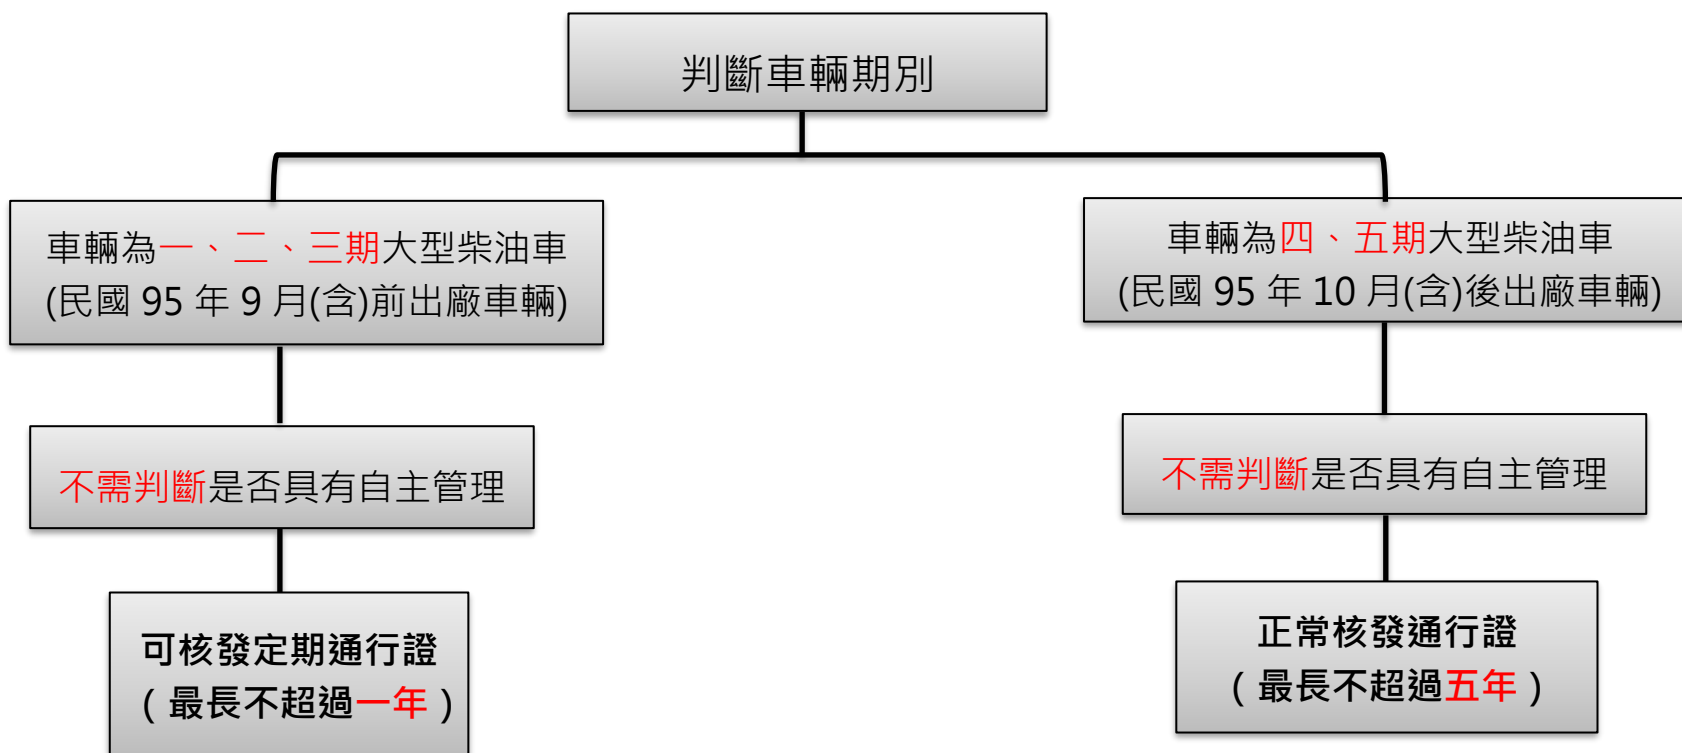 判斷車輛期別
車輛為一、二、三期大型柴油車
(民國 95 年 9 月(含)前出廠車輛)
車輛為四、五期大型柴油車
(民國 95 年 10 月(含)後出廠車輛)
不需判斷是否具有自主管理
不需判斷是否具有自主管理
可核發定期通行證
（最長不超過一年）
正常核發通行證
（最長不超過五年）